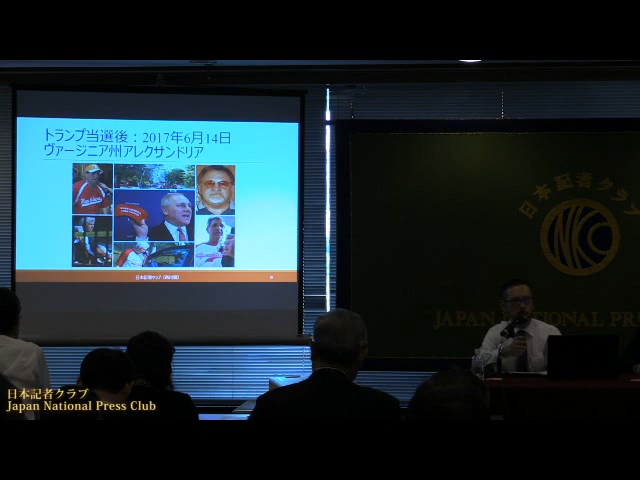 トランプ当選後：2017年6月14日
ヴァージニア州アレクサンドリア
日本記者クラブ
NCC
JAPAN NATIONAL PRE
日本記者クラブ
Japan National Press Club